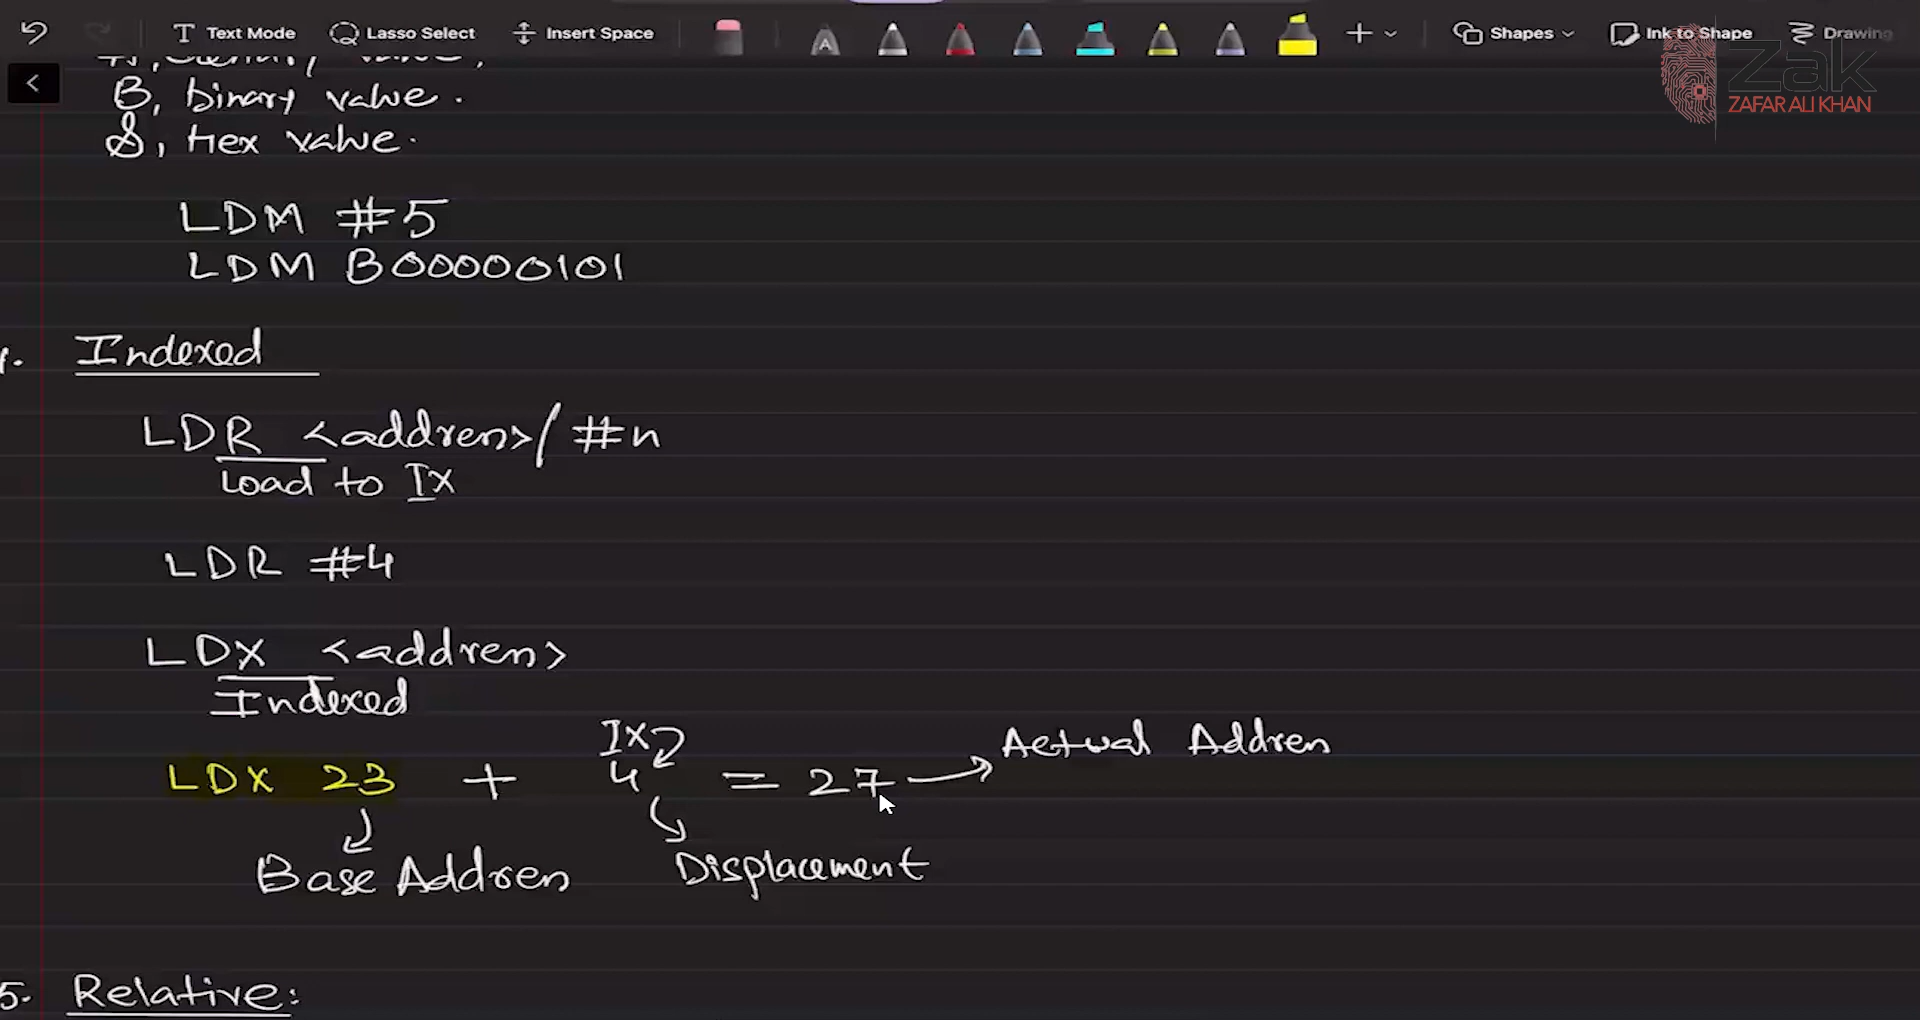 Text Mode Lasso Select Insert Space Shapes Ink to Shape Drawing
Zak
ZAFAR ALI KHAN
B, binary value.
&, Hex value.
LDM #5
LDM B00000101
Indexed
LDR <address>/#n
Load to IX
LDR #4
LDX <address>
Indexed
IX
Actual Address
LDX 23 + 4 = 27
Base Address Displacement
5. Relative: